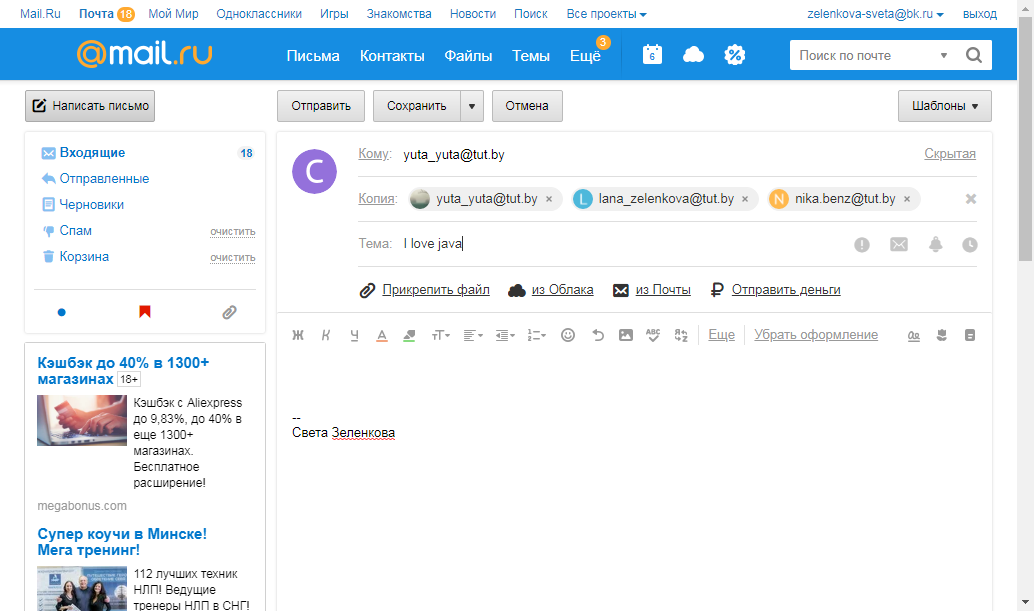 Mail.Ru Почта 18 Мой Мир Одноклассники Игры Знакомства Новости Поиск Все проекты zelenkova-sveta@bk.ru выход
@mail.ru Письма Контакты Файлы Темы Ещё 3 6 % Поиск по почте
Написать письмо Отправить Сохранить Отмена Шаблоны
Входящие 18
Отправленные
Черновики
Спам очистить
Корзина очистить
С
Кому: yuta_yuta@tut.by Скрытая
Копия: yuta_yuta@tut.by × L lana_zelenkova@tut.by × N nika.benz@tut.by ×
Тема: I love java
Прикрепить файл из Облака из Почты Отправить деньги
Ж К Ч А тТ ABC Еще Убрать оформление
--
Света Зеленкова
Кэшбэк до 40% в 1300+
магазинах 18+
Кэшбэк с Aliexpress
до 9,83%, до 40% в
еще 1300+
магазинах.
Бесплатное
расширение!
megabonus.com
Супер коучи в Минске!
Мега тренинг!
112 лучших техник
НЛП! Ведущие
тренеры НЛП в СНГ!